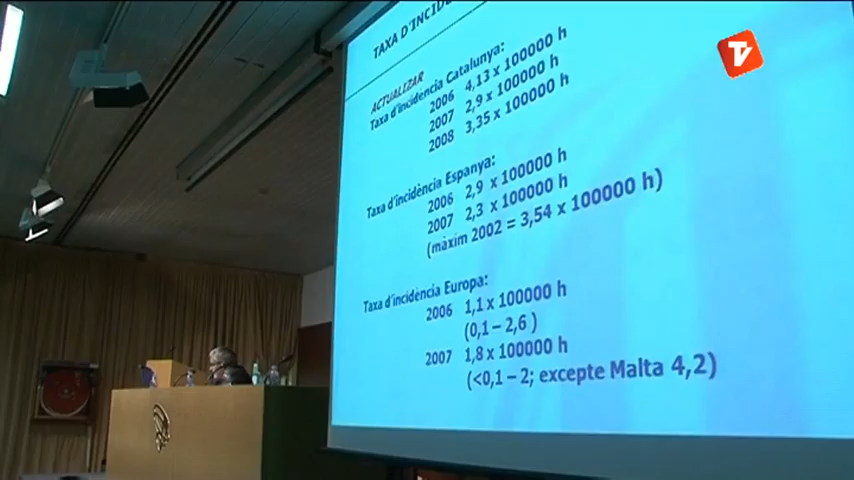 TAXA D'INCID
TV
ACTUALIZAR
Taxa d'incidència Catalunya:
2006 4,13 x 100000 h
2007 2,9 x 100000 h
2008 3,35 x 100000 h
Taxa d'incidència Espanya:
2006 2,9 x 100000 h
2007 2,3 x 100000 h
(màxim 2002 = 3,54 x 100000 h)
Taxa d'incidència Europa:
2006 1,1 x 100000 h
(0,1 – 2,6 )
2007 1,8 x 100000 h
(<0,1 – 2; excepte Malta 4,2)